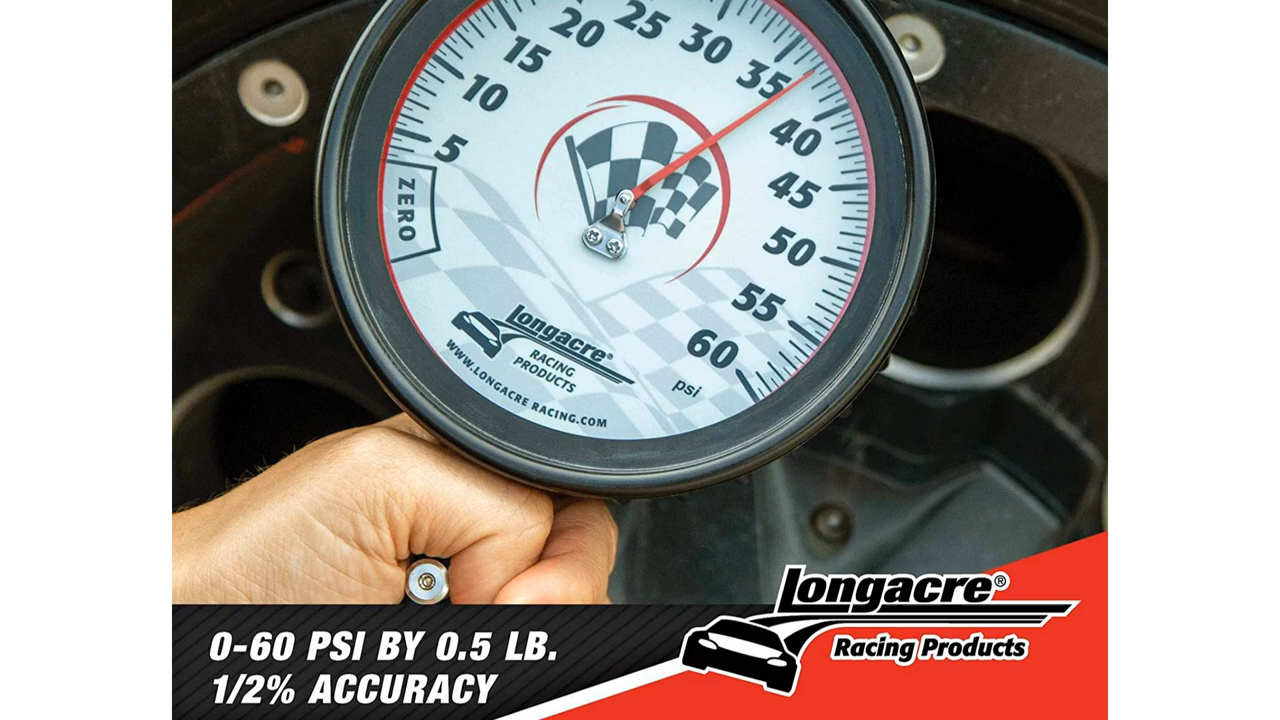 5
10
15
20
25
30
35
40
45
50
55
60
psi
ZERO
Longacre®
RACING
PRODUCTS
WWW.LONGACRE RACING.COM
Longacre®
Racing Products
0-60 PSI BY 0.5 LB.
1/2% ACCURACY